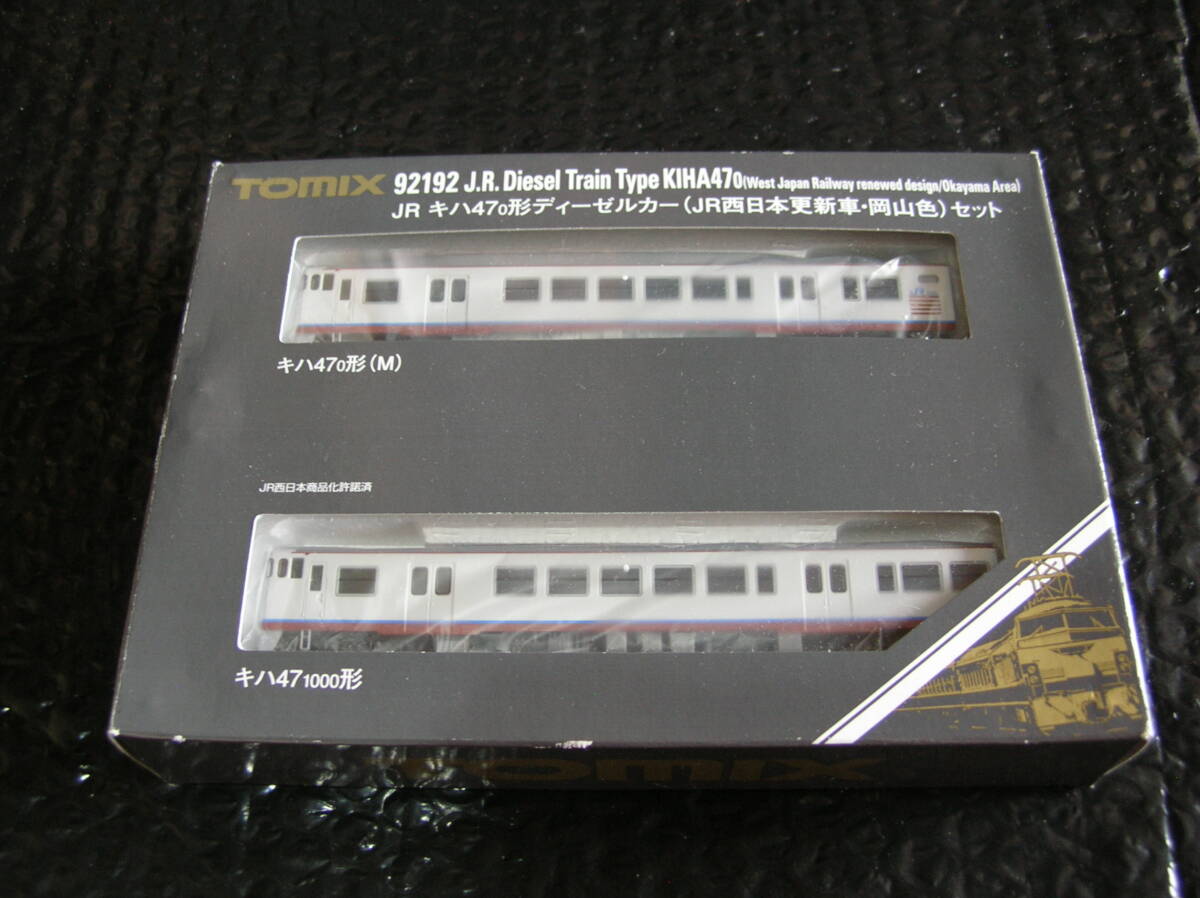 TOMIX 92192 J.R. Diesel Train Type KIHA470(West Japan Railway renewed design/Okayama Area)
JR キハ470形ディーゼルカー(JR西日本更新車・岡山色)セット
キハ470形(M)
JR西日本商品化許諾済
キハ471000形
TOMIX